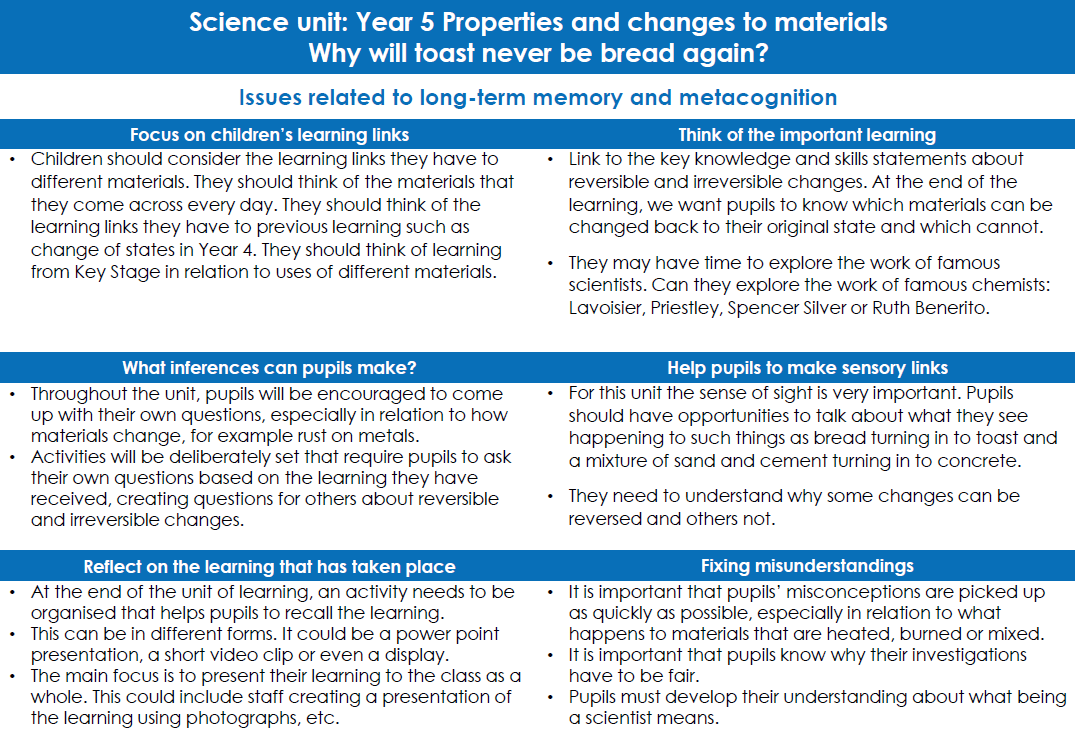 Science unit: Year 5 Properties and changes to materials
Why will toast never be bread again?
Issues related to long-term memory and metacognition
Focus on children's learning links
• Children should consider the learning links they have to
different materials. They should think of the materials that
they come across every day. They should think of the
learning links they have to previous learning such as
change of states in Year 4. They should think of learning
from Key Stage in relation to uses of different materials.
Think of the important learning
• Link to the key knowledge and skills statements about
reversible and irreversible changes. At the end of the
learning, we want pupils to know which materials can be
changed back to their original state and which cannot.
• They may have time to explore the work of famous
scientists. Can they explore the work of famous chemists:
Lavoisier, Priestley, Spencer Silver or Ruth Benerito.
What inferences can pupils make?
• Throughout the unit, pupils will be encouraged to come
up with their own questions, especially in relation to how
materials change, for example rust on metals.
• Activities will be deliberately set that require pupils to ask
their own questions based on the learning they have
received, creating questions for others about reversible
and irreversible changes.
Help pupils to make sensory links
• For this unit the sense of sight is very important. Pupils
should have opportunities to talk about what they see
happening to such things as bread turning in to toast and
a mixture of sand and cement turning in to concrete.
• They need to understand why some changes can be
reversed and others not.
Reflect on the learning that has taken place
• At the end of the unit of learning, an activity needs to be
organised that helps pupils to recall the learning.
• This can be in different forms. It could be a power point
presentation, a short video clip or even a display.
• The main focus is to present their learning to the class as a
whole. This could include staff creating a presentation of
the learning using photographs, etc.
Fixing misunderstandings
• It is important that pupils' misconceptions are picked up
as quickly as possible, especially in relation to what
happens to materials that are heated, burned or mixed.
• It is important that pupils know why their investigations
have to be fair.
• Pupils must develop their understanding about what being
a scientist means.